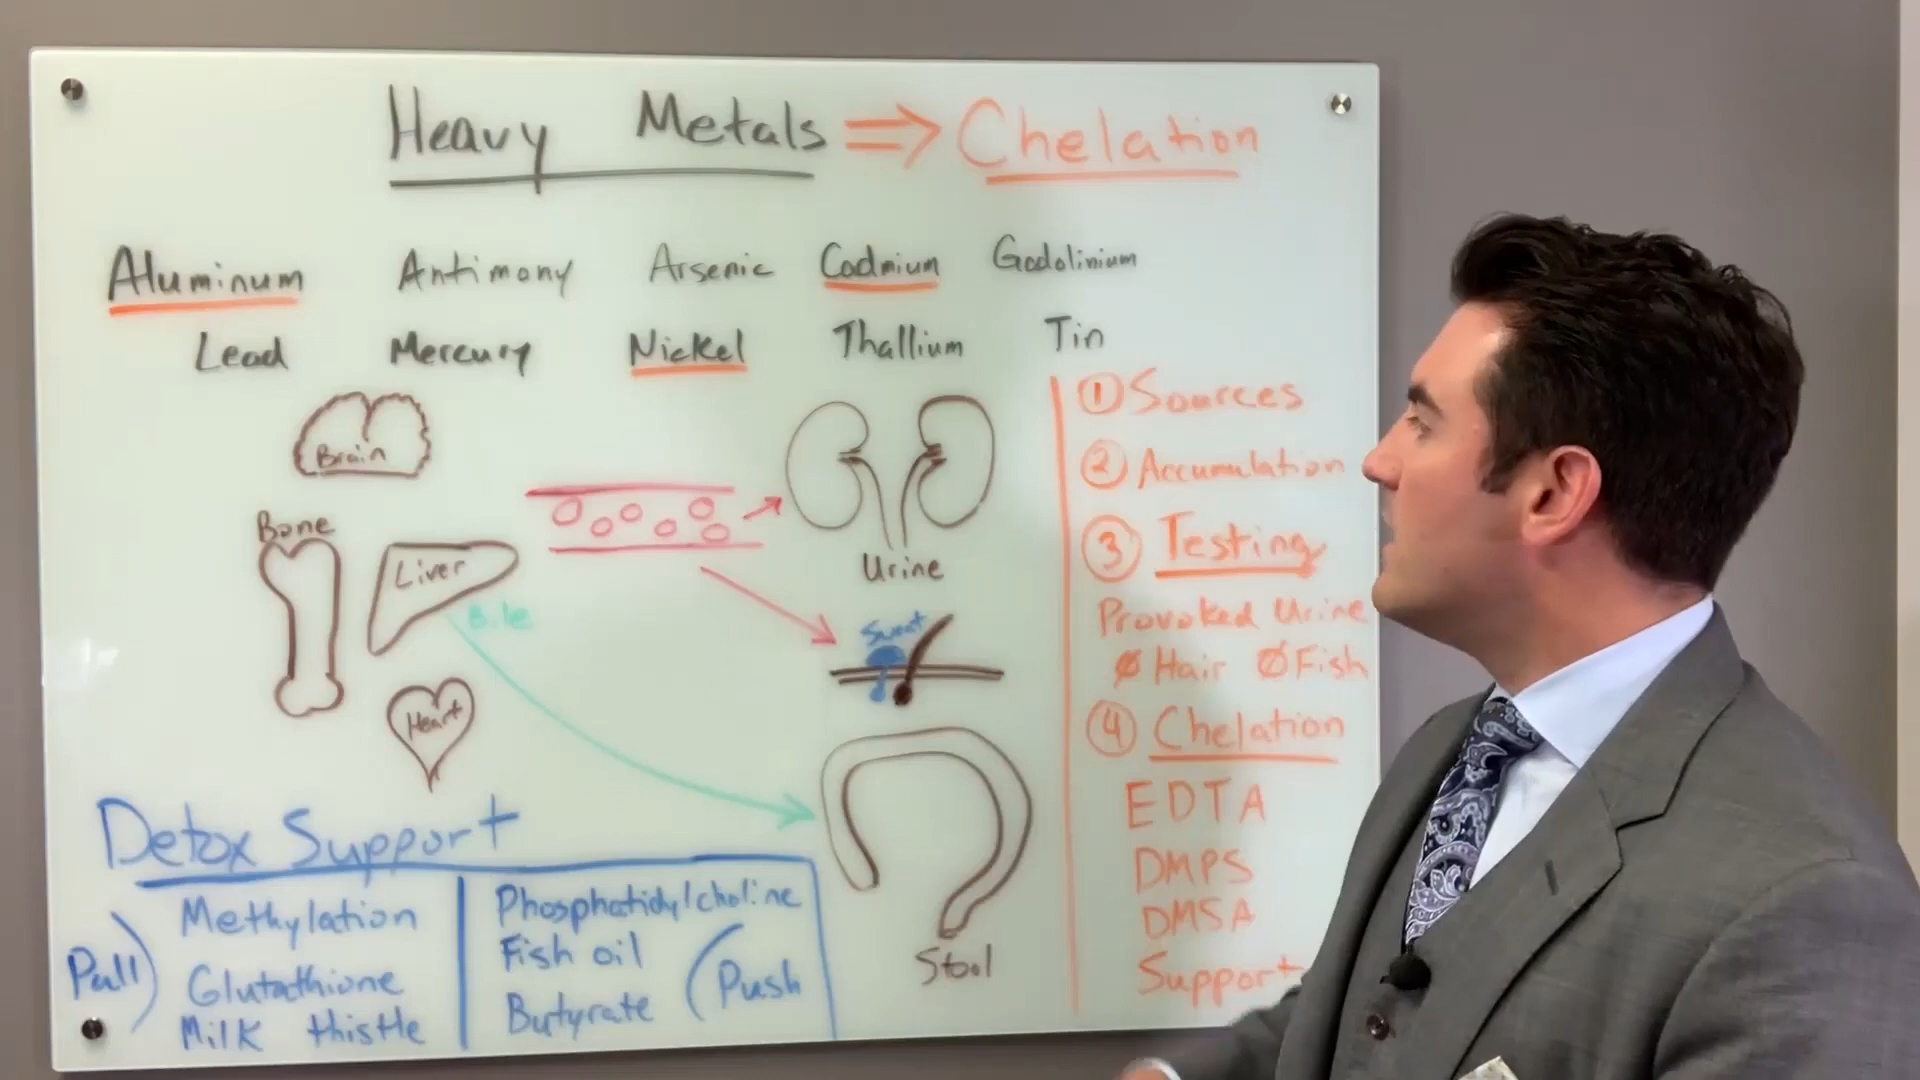 Heavy Metals ⇒ Chelation
Aluminum Antimony Arsenic Cadmium Gadolinium
Lead Mercury Nickel Thallium Tin
Brain
Bone
Liver
Bile
Heart
Urine
Sweat
Stool
① Sources
② Accumulation
③ Testing
Provoked Urine
Ø Hair Ø Fish
④ Chelation
EDTA
DMPS
DMSA
Support
Detox Support
Pull)
Methylation
Glutathione
Milk thistle
Phosphatidylcholine
Fish oil
Butyrate
(Push